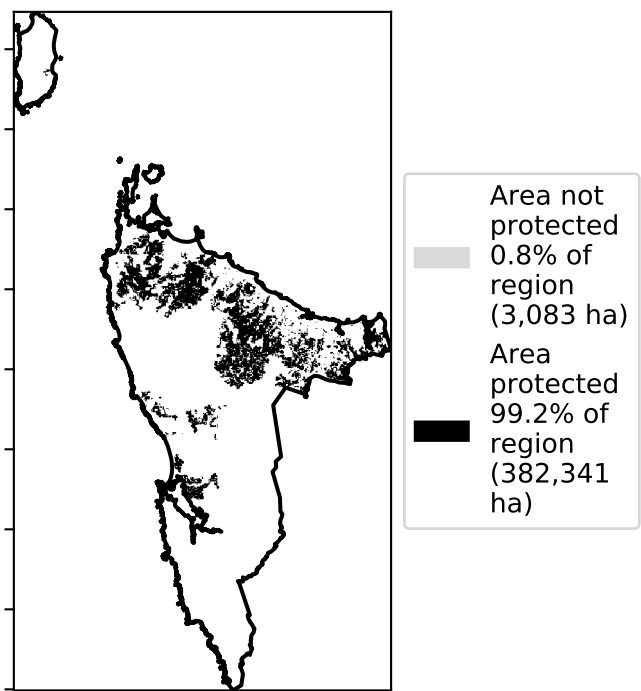 Area not
protected
0.8% of
region
(3,083 ha)
Area
protected
99.2% of
region
(382,341
ha)